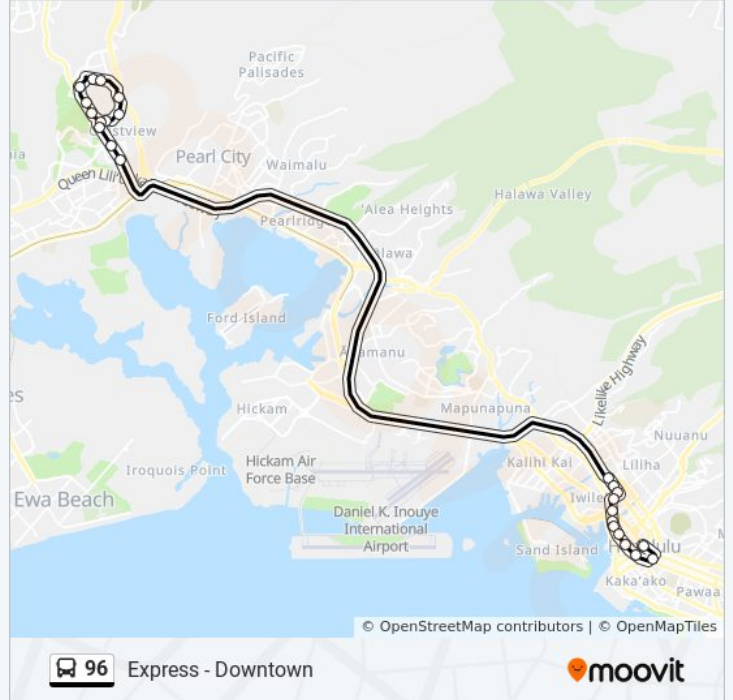 Pacific
Palisades
Crestview
Pearl City
Waimalu
Queen Lili'u
Halawa Valley
'Aiea Heights
Pearlridge
Ford Island
Likelike Highway
Hickam
Mapunapuna
Nuuanu
Kalihi Kai
Liliha
Hickam Air
Force Base
Iroquois Point
Ewa Beach
Daniel K. Inouye
International
Airport
Sand Island
Kaka'ako
Pawaa
© OpenStreetMap contributors | © OpenMapTiles
96 Express - Downtown
moovit